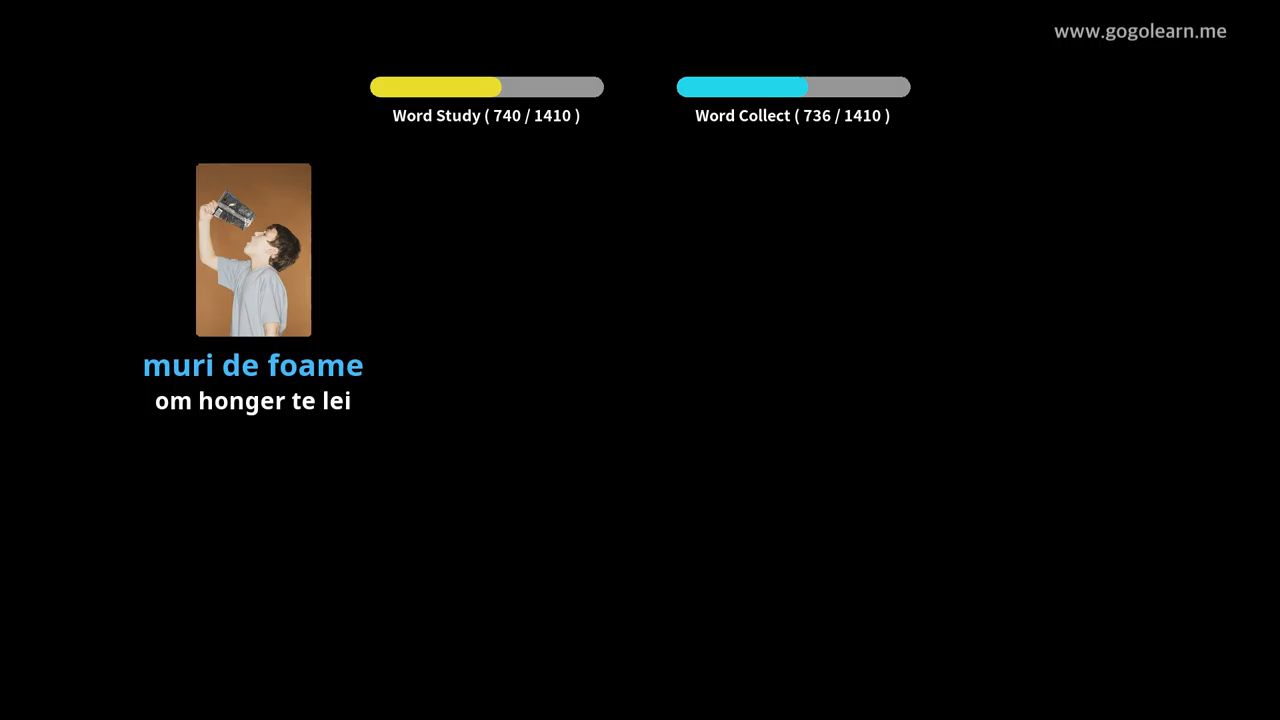 www.gogolearn.me
Word Study ( 740 / 1410 )
Word Collect ( 736 / 1410 )
muri de foame
om honger te lei